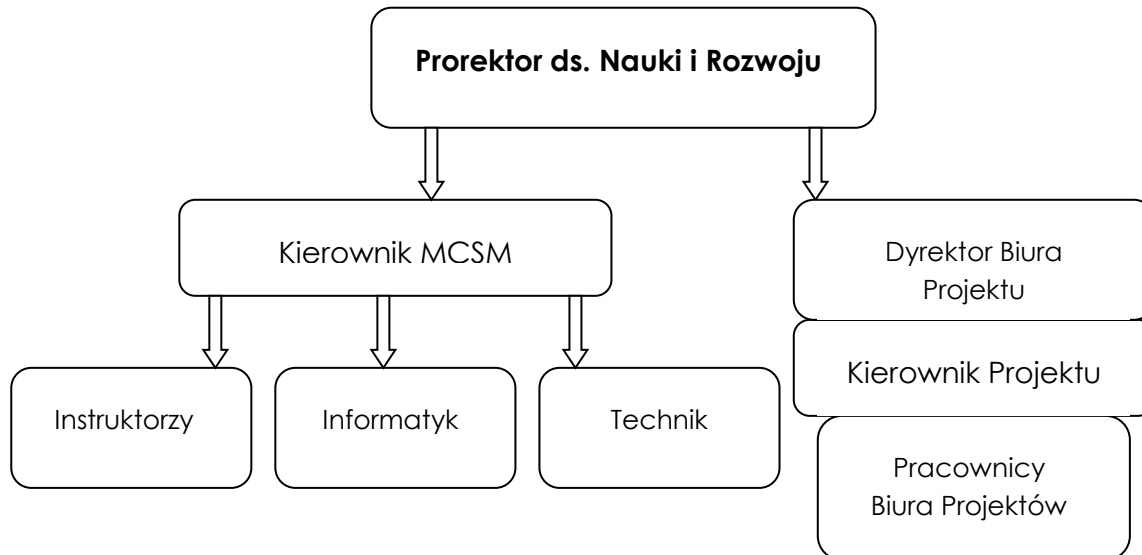 Prorektor ds. Nauki i Rozwoju
Kierownik MCSM
Dyrektor Biura
Projektu
Kierownik Projektu
Instruktorzy
Informatyk
Technik
Pracownicy
Biura Projektów